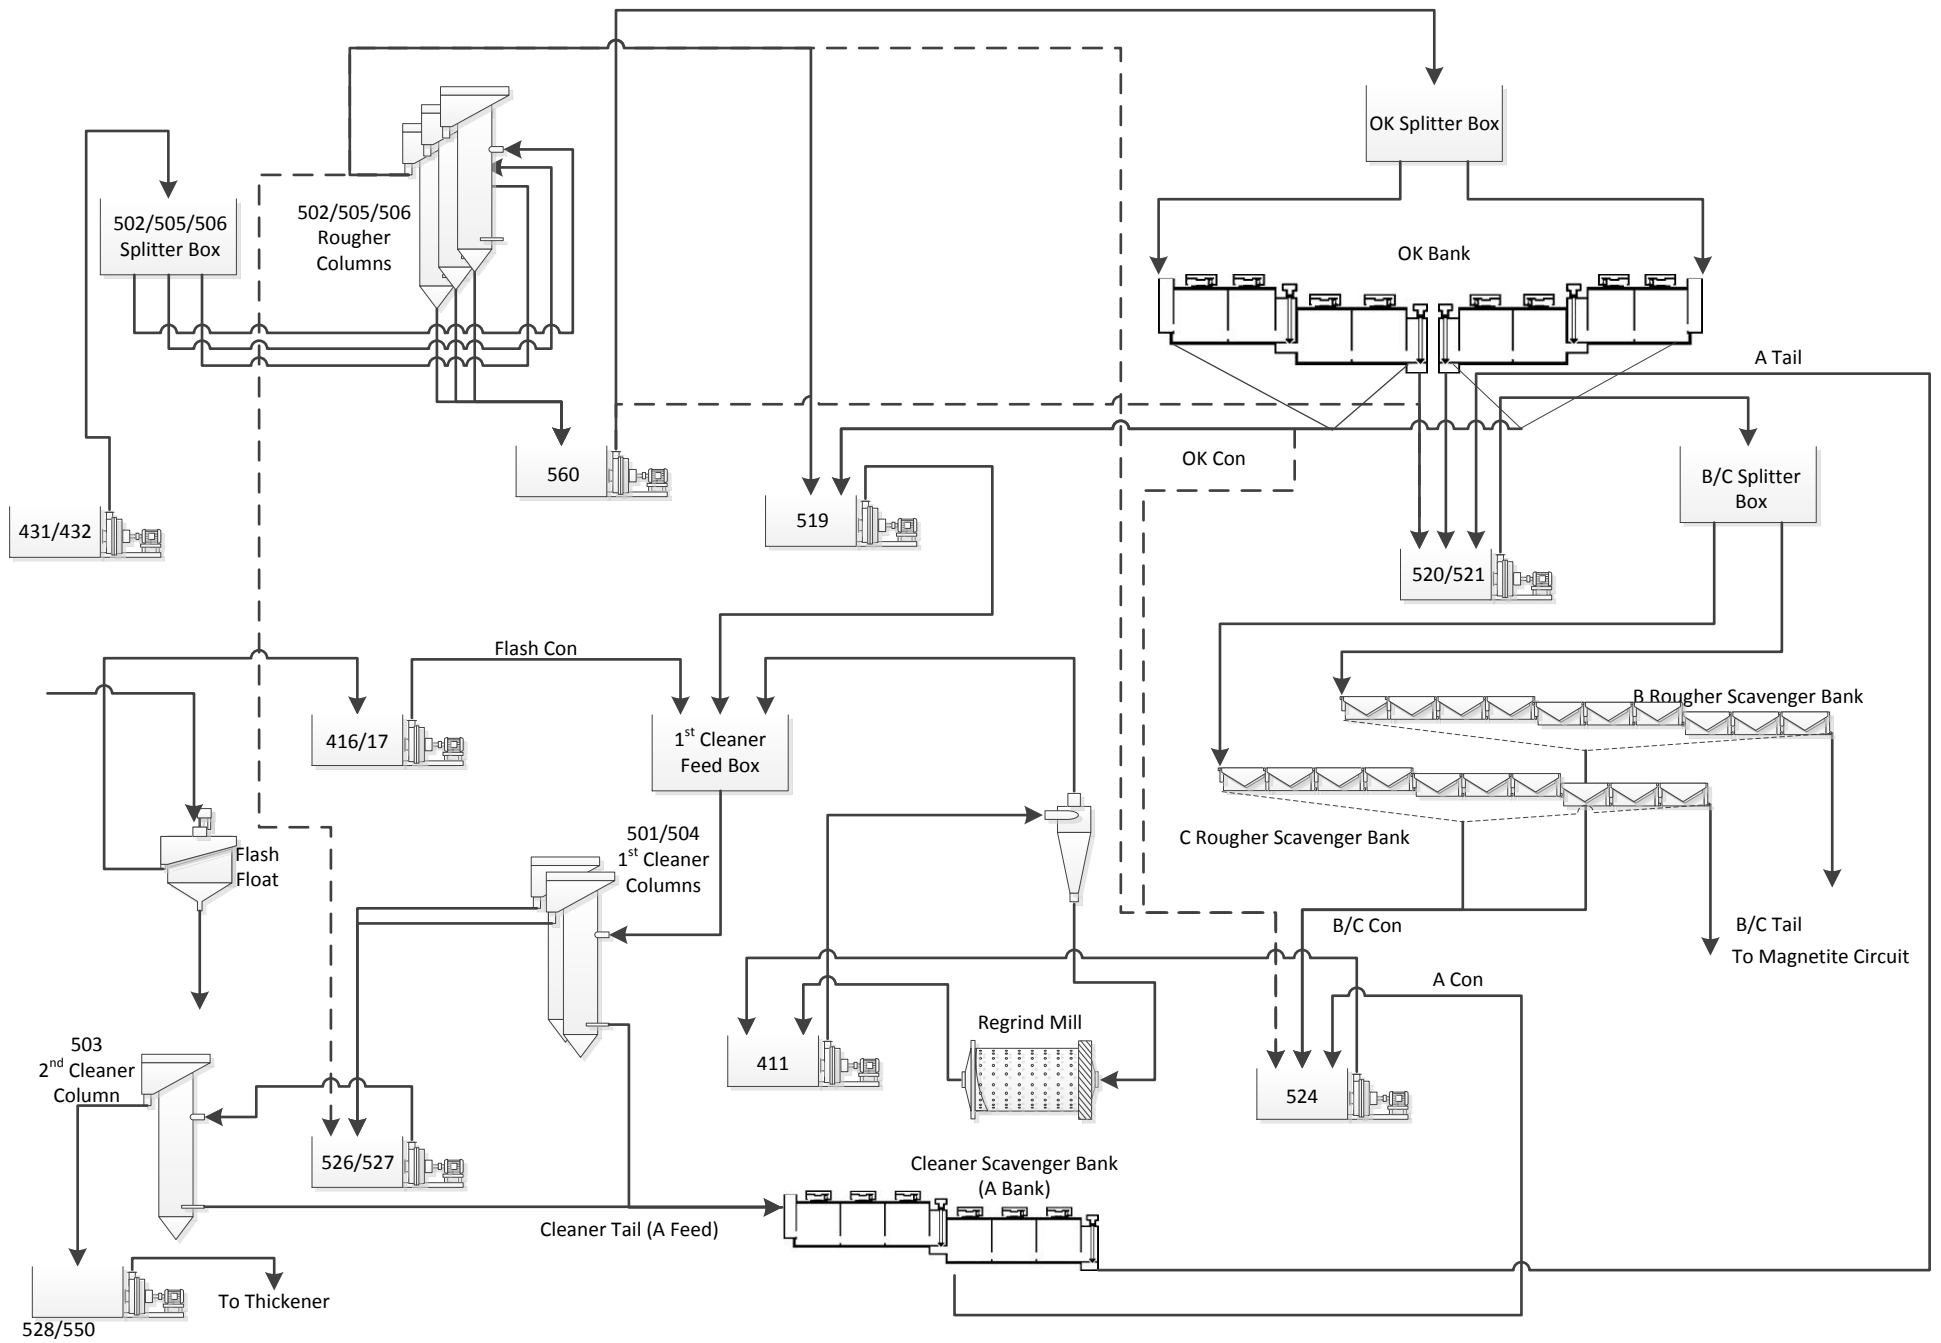 OK Splitter Box
502/505/506
Splitter Box
502/505/506
Rougher
Columns
OK Bank
A Tail
OK Con
B/C Splitter
Box
560
519
431/432
520/521
Flash Con
416/17
1st Cleaner
Feed Box
B Rougher Scavenger Bank
C Rougher Scavenger Bank
Flash
Float
501/504
1st Cleaner
Columns
B/C Con
B/C Tail
To Magnetite Circuit
A Con
Regrind Mill
503
2nd Cleaner
Column
411
524
526/527
Cleaner Scavenger Bank
(A Bank)
Cleaner Tail (A Feed)
To Thickener
528/550